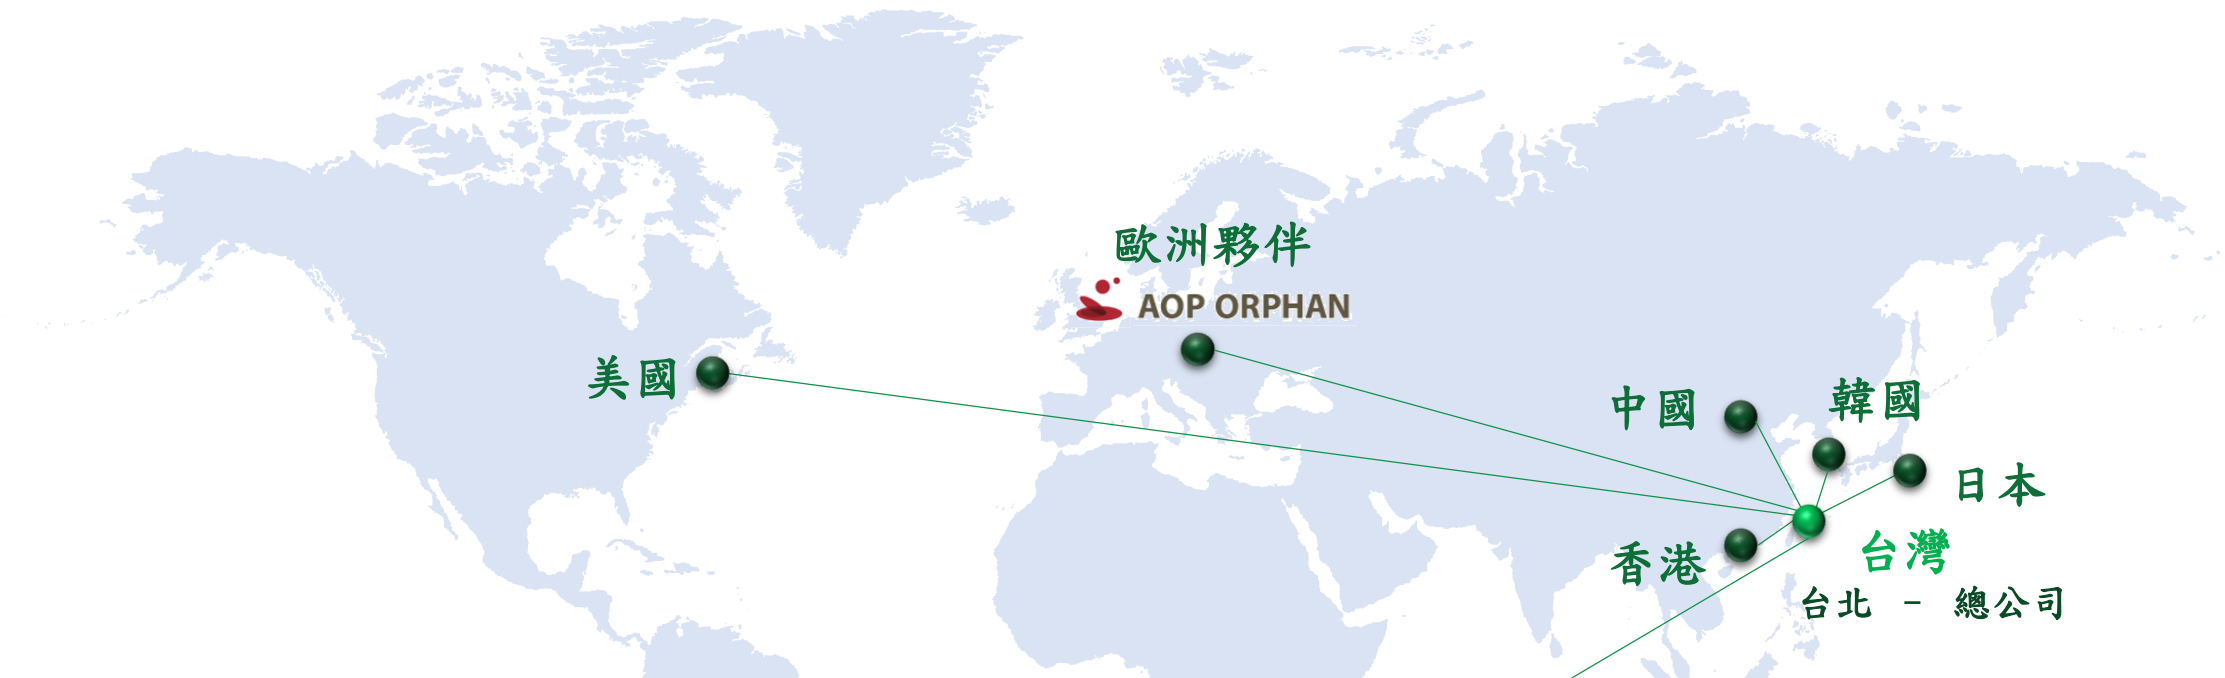 歐洲夥伴
AOP ORPHAN
美國
中國
韓國
日本
香港
台灣
台北 - 總公司